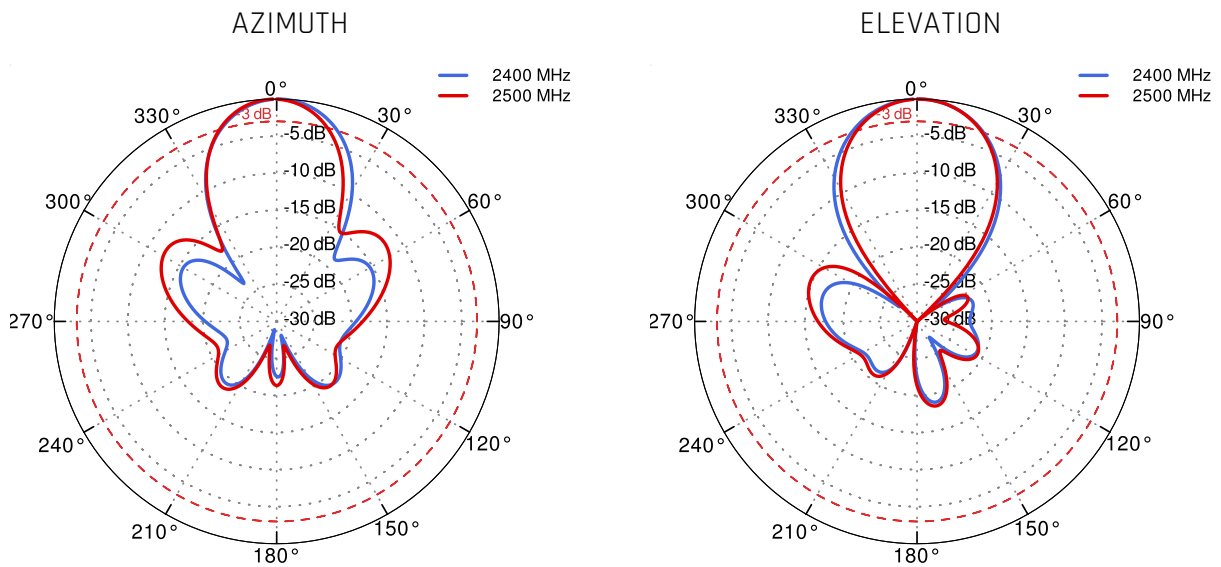 AZIMUTH
2400 MHz
2500 MHz
0°
330°
-3 dB
30°
-5 dB
300°
-10 dB
60°
-15 dB
-20 dB
-25 dB
270°
-30 dB
90°
240°
120°
210°
150°
180°
ELEVATION
2400 MHz
2500 MHz
0°
330°
-3 dB
30°
-5 dB
300°
-10 dB
60°
-15 dB
-20 dB
-25 dB
270°
-30 dB
90°
240°
120°
210°
150°
180°